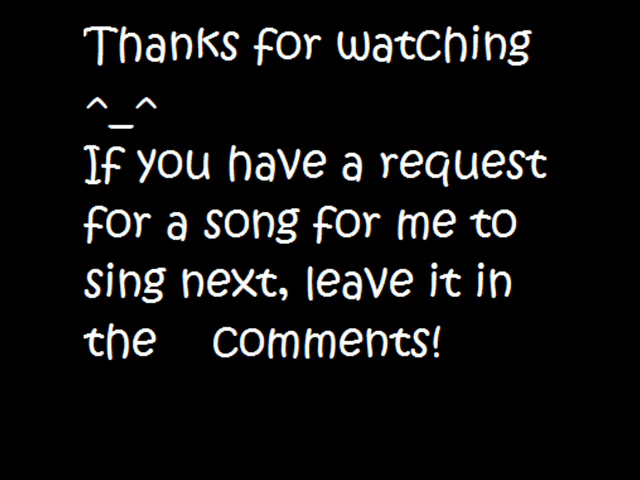 Thanks for watching
^_^
If you have a request
for a song for me to
sing next, leave it in
the    comments!